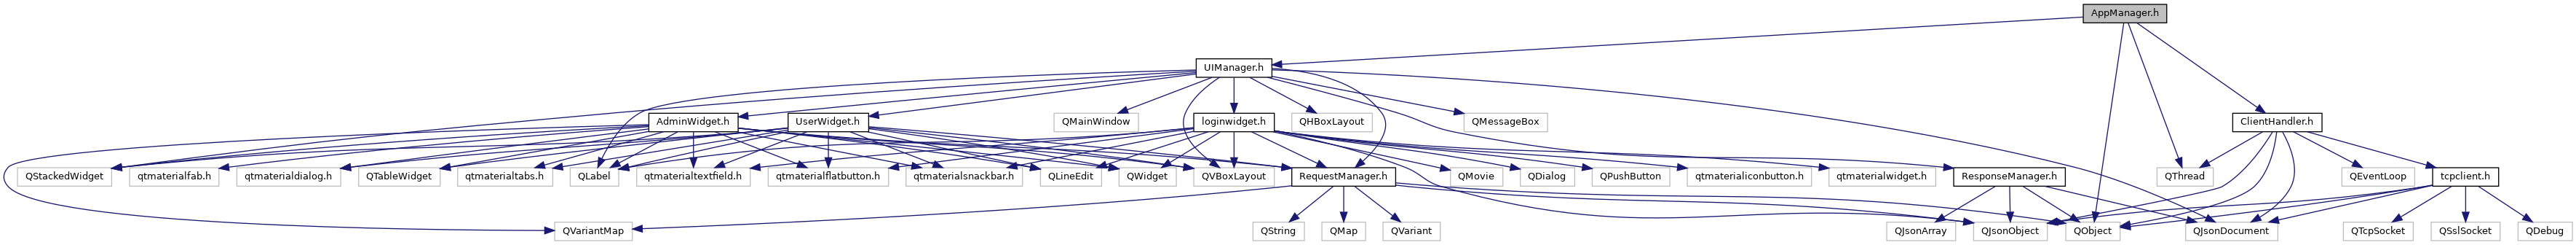 AppManager.h
UIManager.h
AdminWidget.h
UserWidget.h
QMainWindow
loginwidget.h
QHBoxLayout
QMessageBox
ClientHandler.h
QStackedWidget
qtmaterialfab.h
qtmaterialdialog.h
QTableWidget
qtmaterialtabs.h
QLabel
qtmaterialtextfield.h
qtmaterialflatbutton.h
qtmaterialsnackbar.h
QLineEdit
QWidget
QVBoxLayout
RequestManager.h
QMovie
QDialog
QPushButton
qtmaterialiconbutton.h
qtmaterialwidget.h
ResponseManager.h
QThread
QEventLoop
tcpclient.h
QVariantMap
QString
QMap
QVariant
QJsonArray
QJsonObject
QObject
QJsonDocument
QTcpSocket
QSslSocket
QDebug